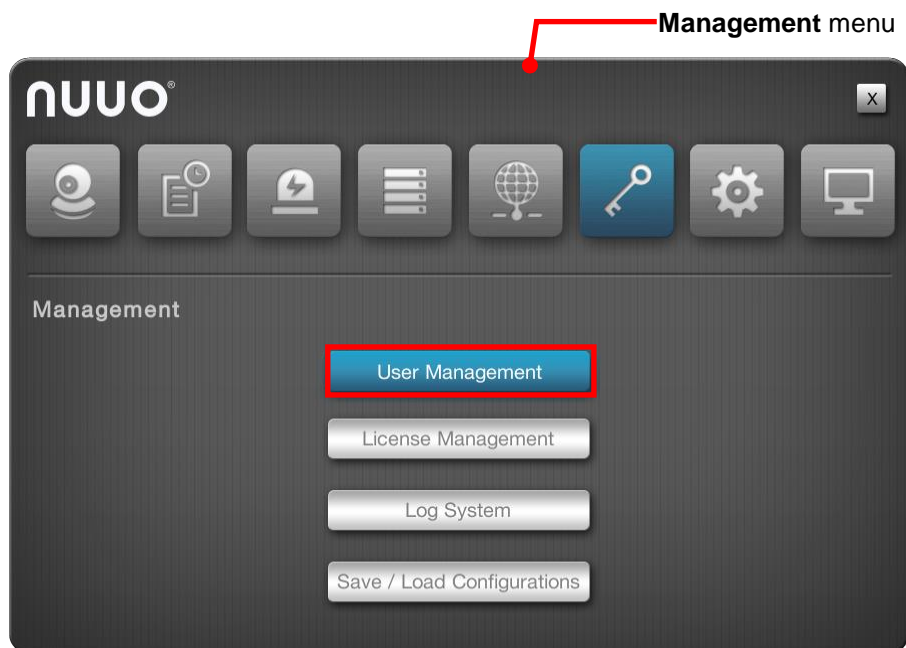 Management menu
nuuo®
X
Management
User Management
License Management
Log System
Save / Load Configurations